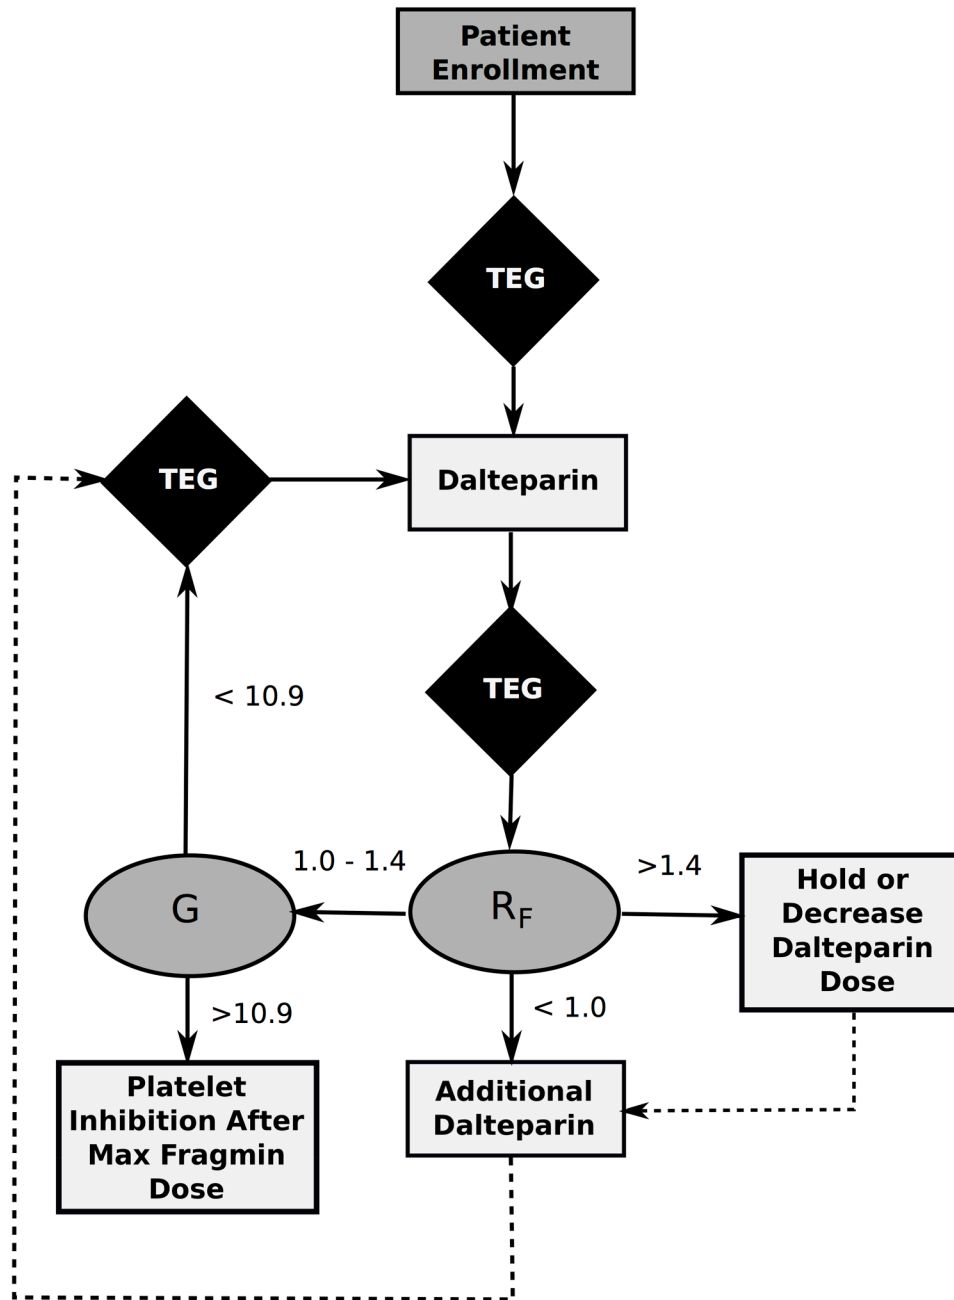 Patient
Enrollment
TEG
TEG
Dalteparin
TEG
< 10.9
1.0 - 1.4
>1.4
G
R_F
Hold or
Decrease
Dalteparin
Dose
>10.9
< 1.0
Platelet
Inhibition After
Max Fragmin
Dose
Additional
Dalteparin